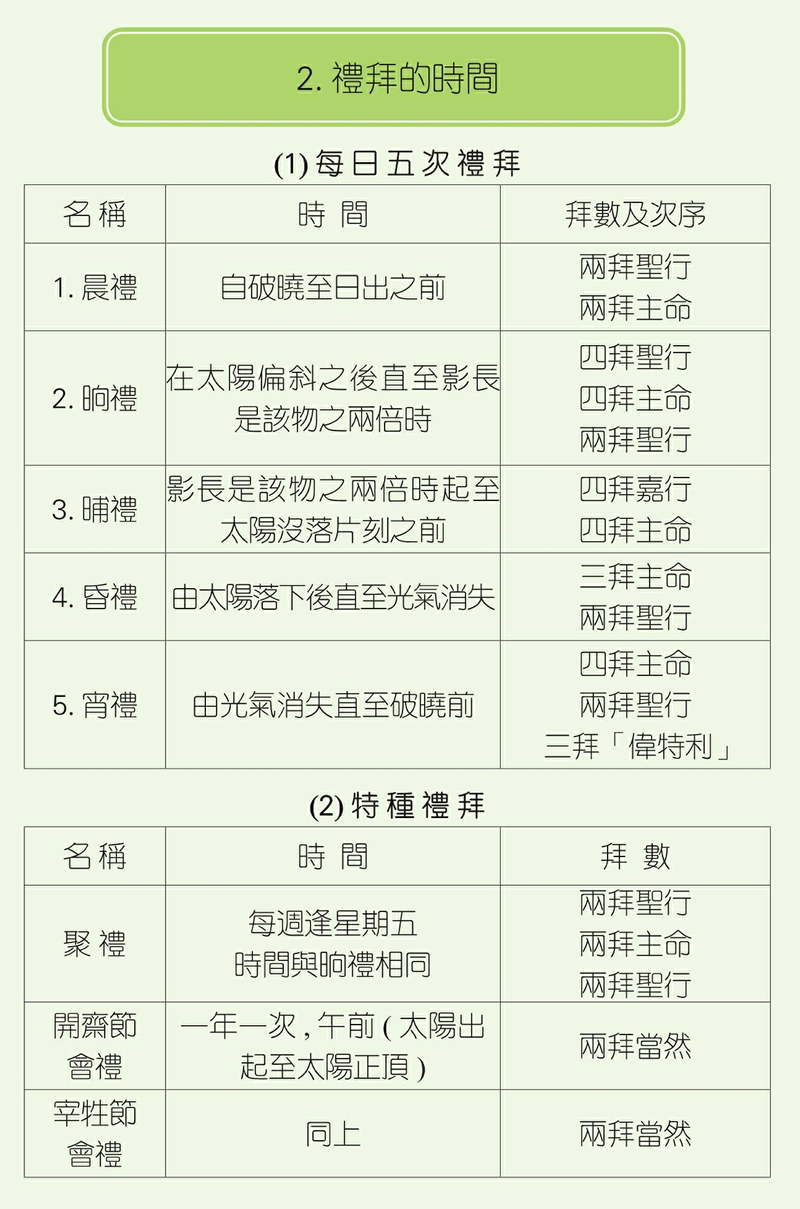 2. 禮拜的時間
(1) 每日五次禮拜
名稱 時間 拜數及次序
1. 晨禮
自破曉至日出之前
兩拜聖行
兩拜主命
2. 晌禮
在太陽偏斜之後直至影長
是該物之兩倍時
四拜聖行
四拜主命
兩拜聖行
3. 晡禮
影長是該物之兩倍時起至
太陽沒落片刻之前
四拜嘉行
四拜主命
4. 昏禮
由太陽落下後直至光氣消失
三拜主命
兩拜聖行
5. 宵禮
由光氣消失直至破曉前
四拜主命
兩拜聖行
三拜「偉特利」
(2) 特種禮拜
名稱 時間 拜數
聚禮
每週逢星期五
時間與晌禮相同
兩拜聖行
兩拜主命
兩拜聖行
開齋節
會禮
一年一次 , 午前 ( 太陽出
起至太陽正頂 )
兩拜當然
宰牲節
會禮
同上
兩拜當然